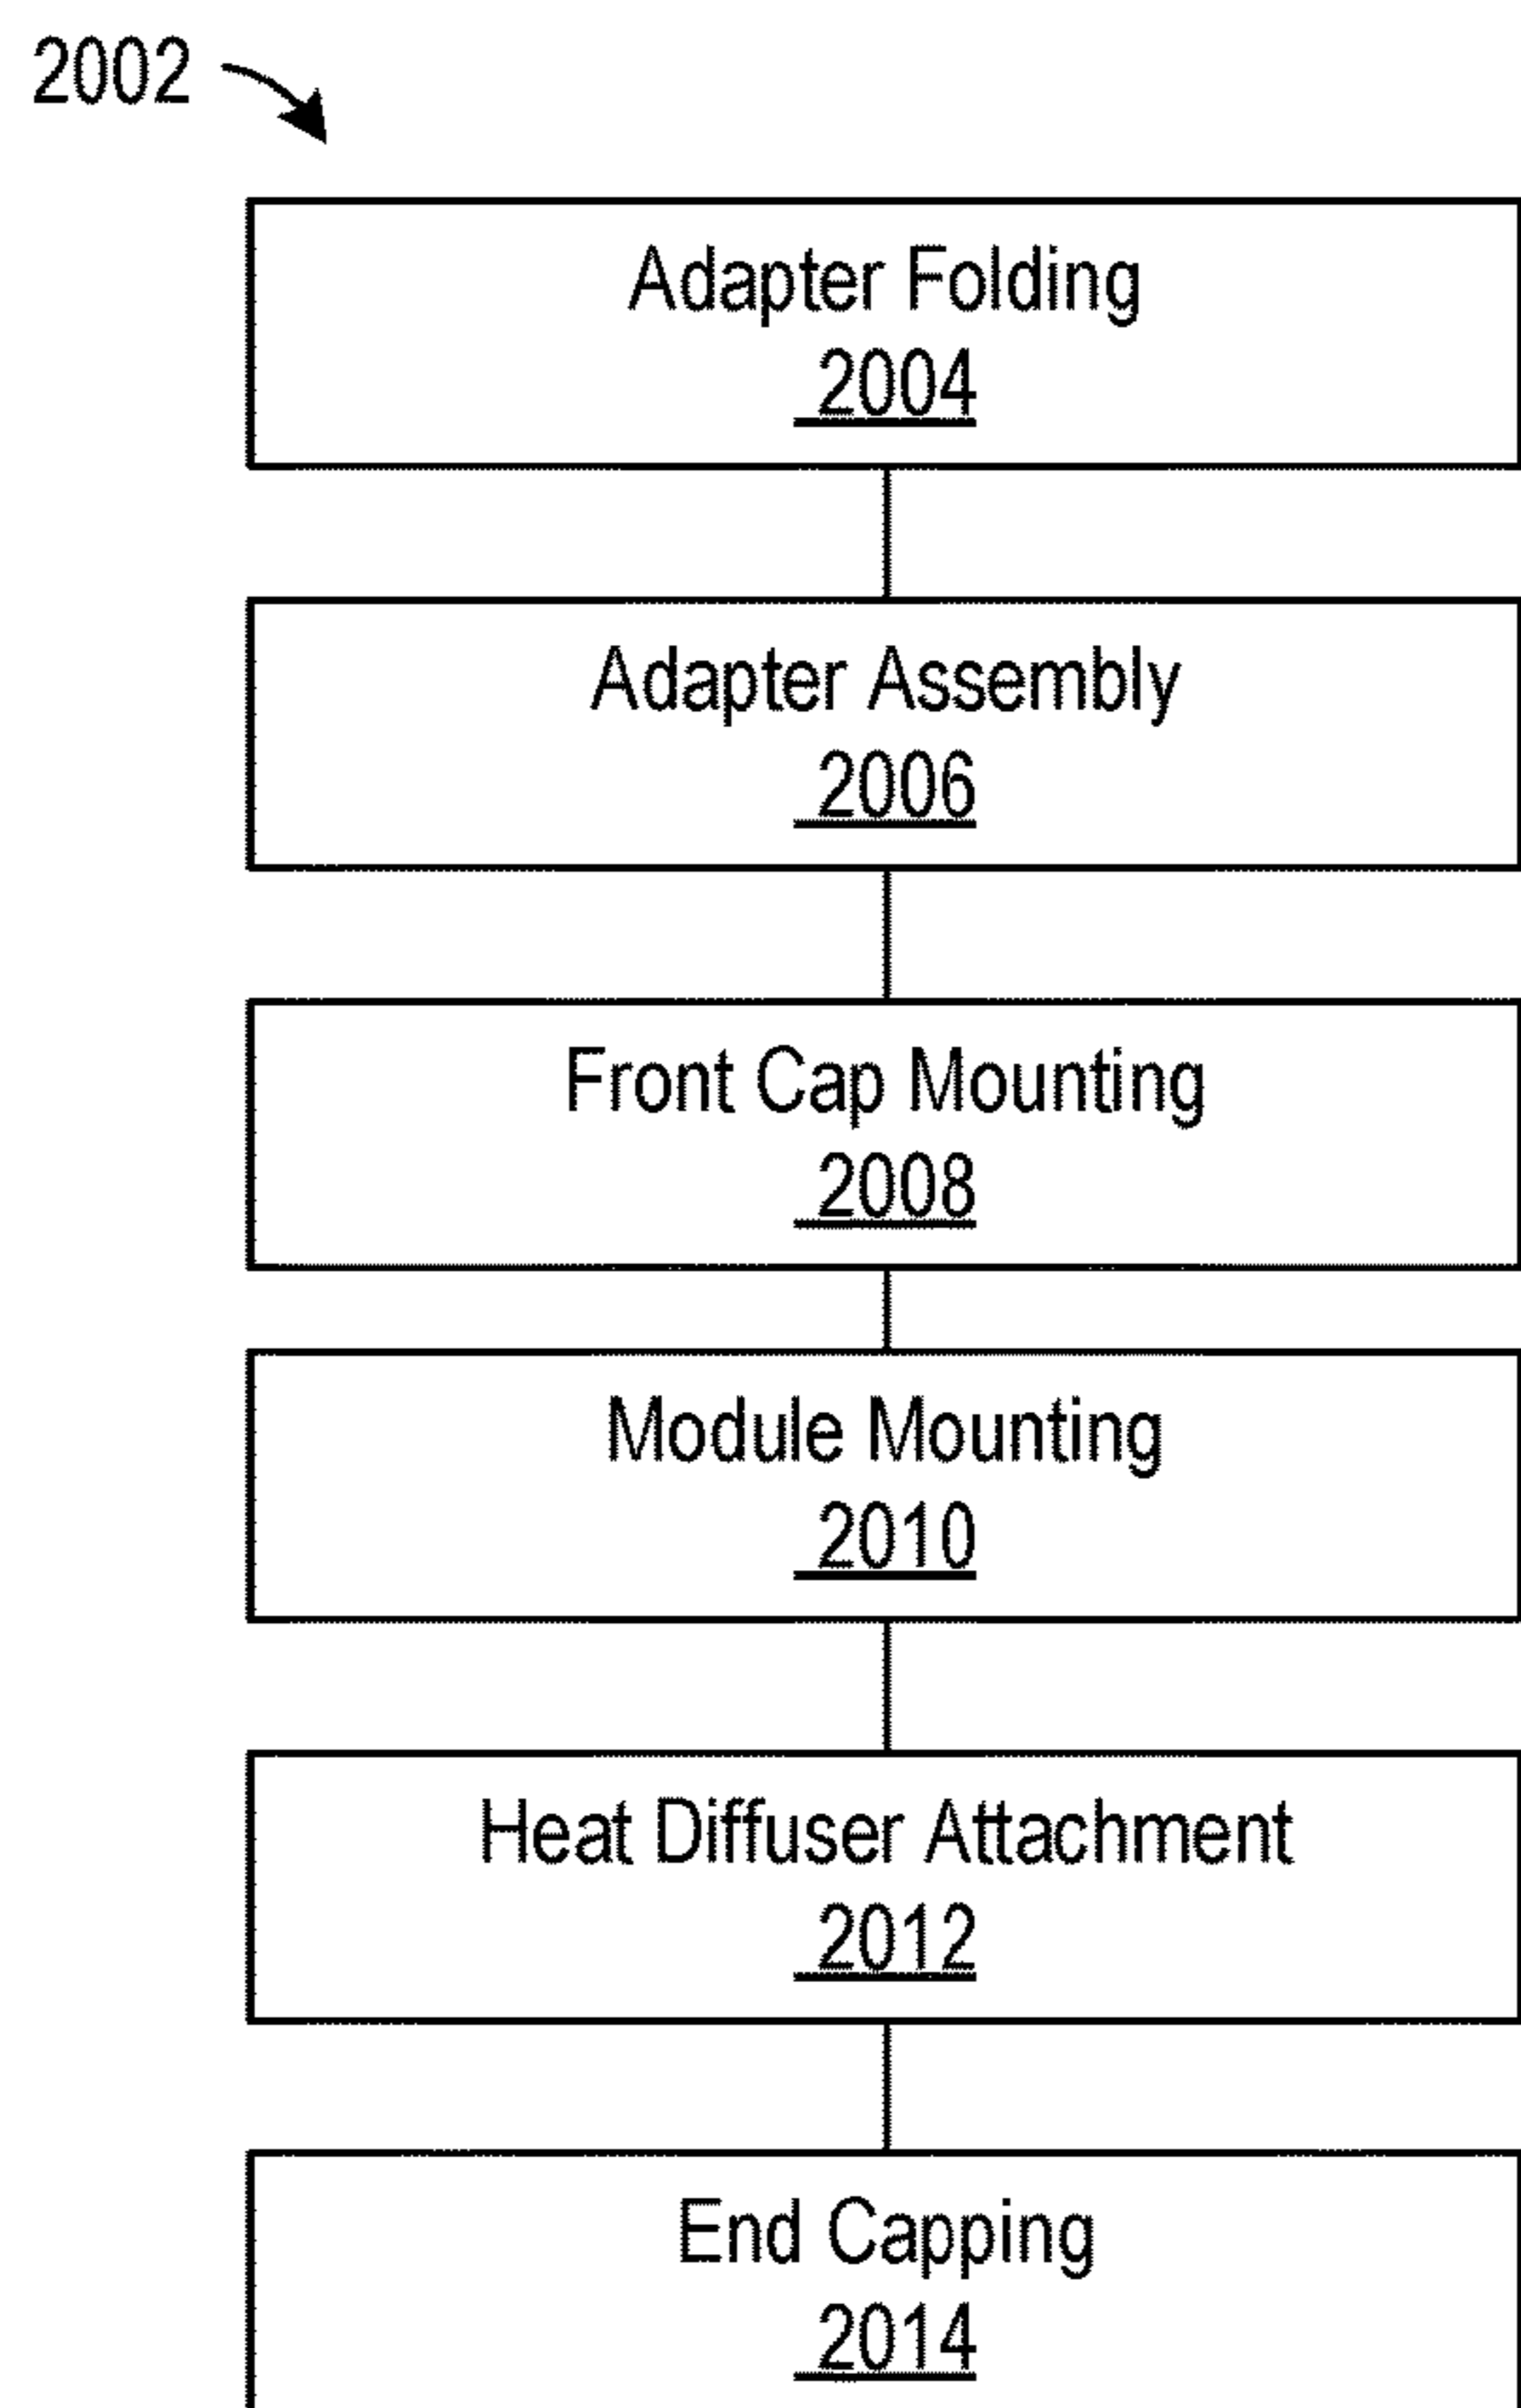 2002
Adapter Folding
2004
Adapter Assembly
2006
Front Cap Mounting
2008
Module Mounting
2010
Heat Diffuser Attachment
2012
End Capping
2014